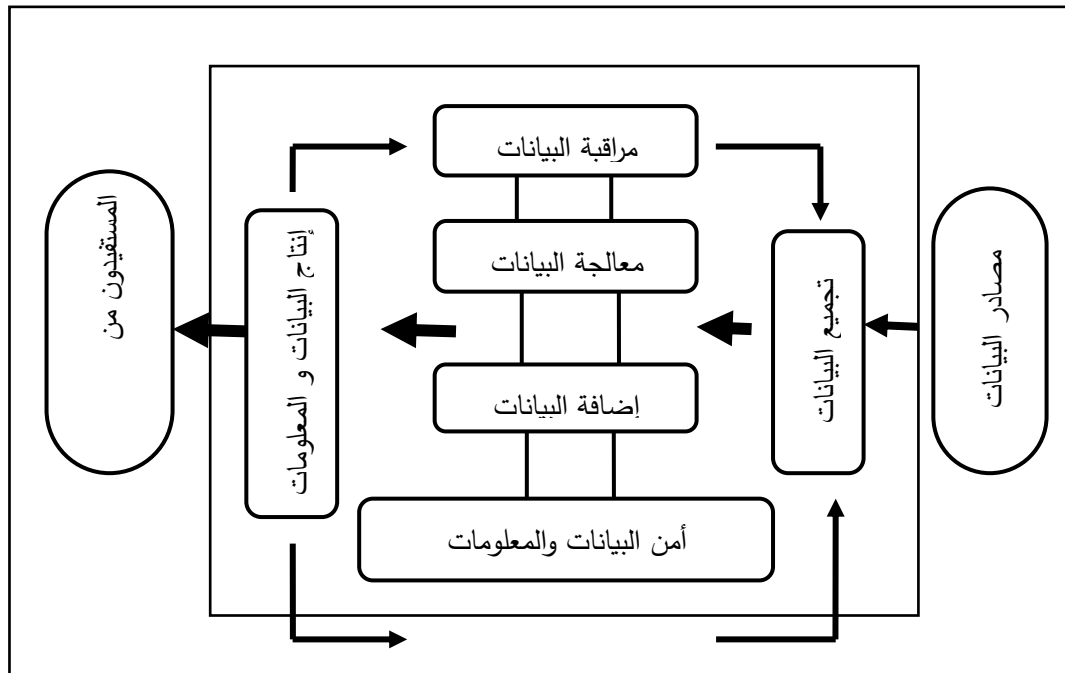 مراقبة البيانات
مصادر البيانات
تجميع البيانات
معالجة البيانات
إضافة البيانات
أمن البيانات والمعلومات
إنتاج البيانات و المعلومات
المستفيدون من